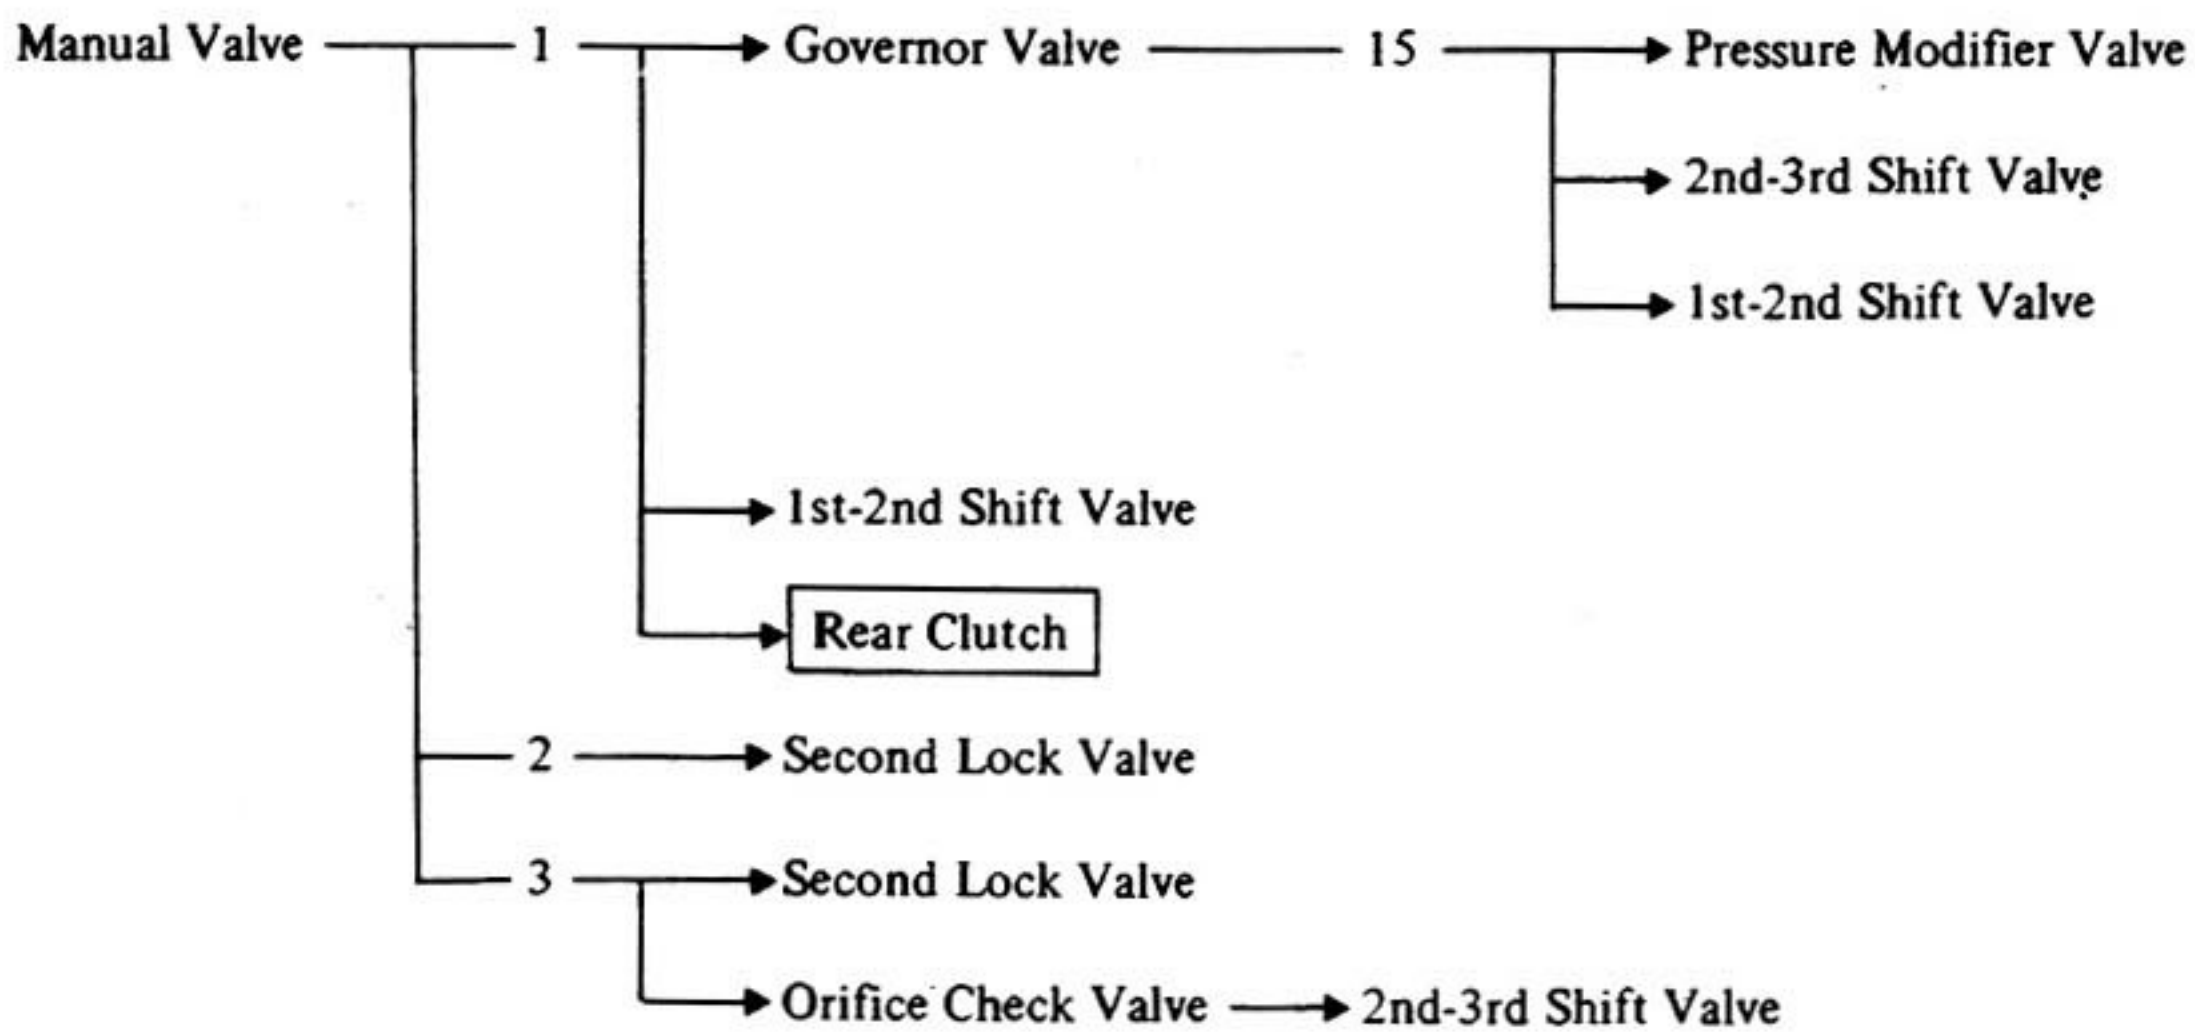 Manual Valve 1 Governor Valve 15 Pressure Modifier Valve
2nd-3rd Shift Valve
1st-2nd Shift Valve
1st-2nd Shift Valve
Rear Clutch
2 Second Lock Valve
3 Second Lock Valve
Orifice Check Valve 2nd-3rd Shift Valve